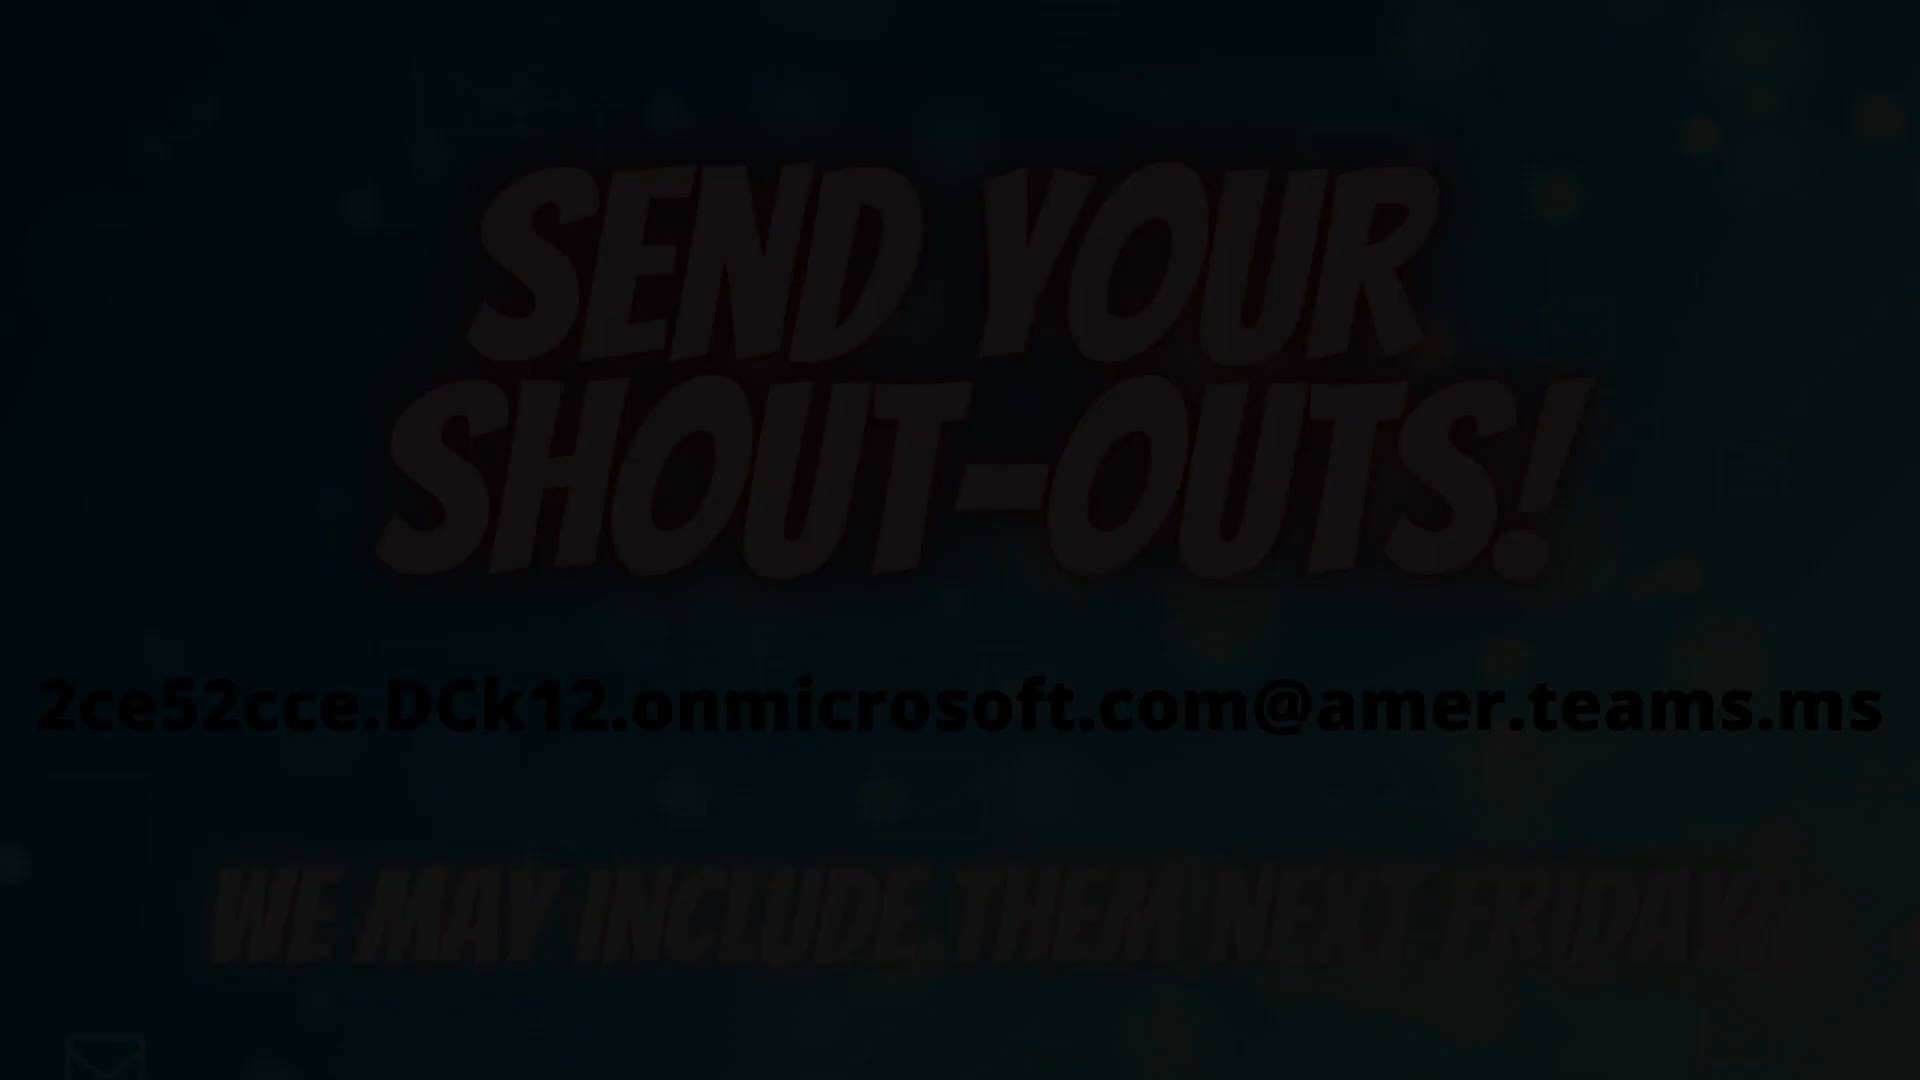 SEND YOUR
SHOUT-OUTS!
2ce52cce.DCk12.onmicrosoft.com@amer.teams.ms
WE MAY INCLUDE THEM NEXT FRIDAY!